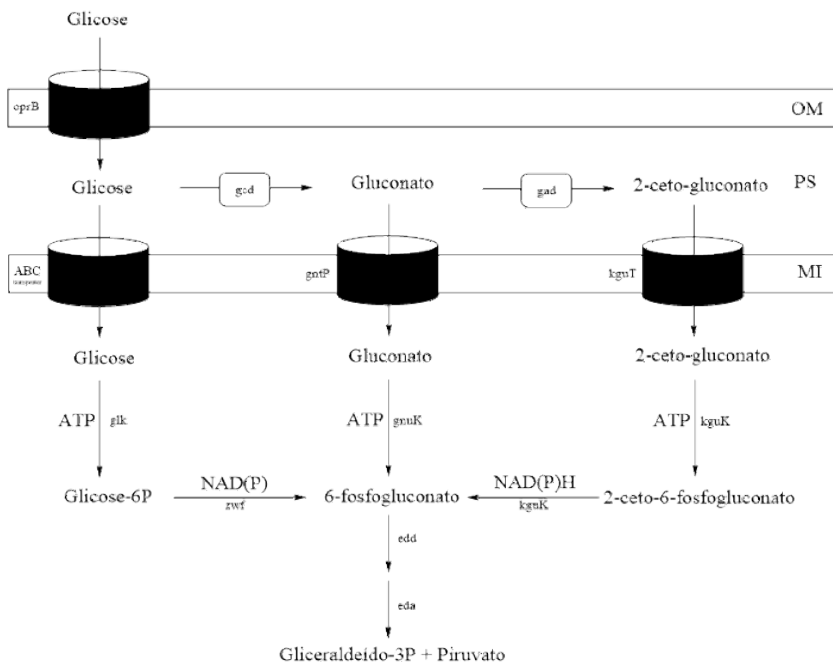 Glicose
oprB
OM
Glicose
gcd
Gluconato
gad
2-ceto-gluconato
PS
ABC
transporter
gntP
kguT
MI
Glicose
Gluconato
2-ceto-gluconato
ATP glk
ATP gnuK
ATP kguK
Glicose-6P
NAD(P)
zwf
6-fosfogluconato
NAD(P)H
kguK
2-ceto-6-fosfogluconato
edd
eda
Gliceraldeído-3P + Piruvato